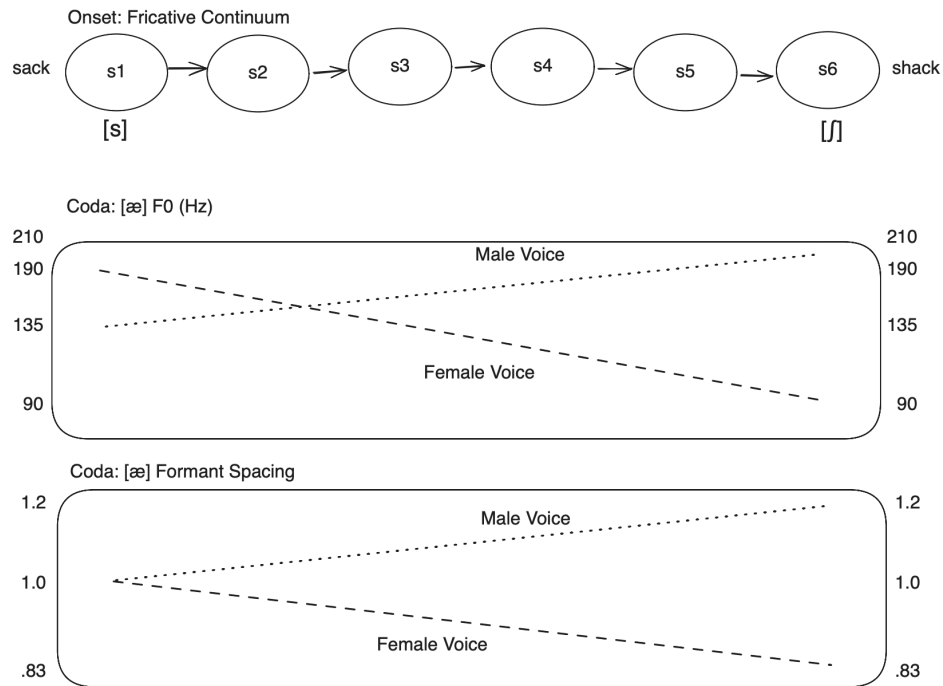 Onset: Fricative Continuum
sack s1 s2 s3 s4 s5 s6 shack
[s] [ʃ]
Coda: [æ] F0 (Hz)
210 210
Male Voice
190 190
135 135
Female Voice
90 90
Coda: [æ] Formant Spacing
1.2 1.2
Male Voice
1.0 1.0
Female Voice
.83 .83